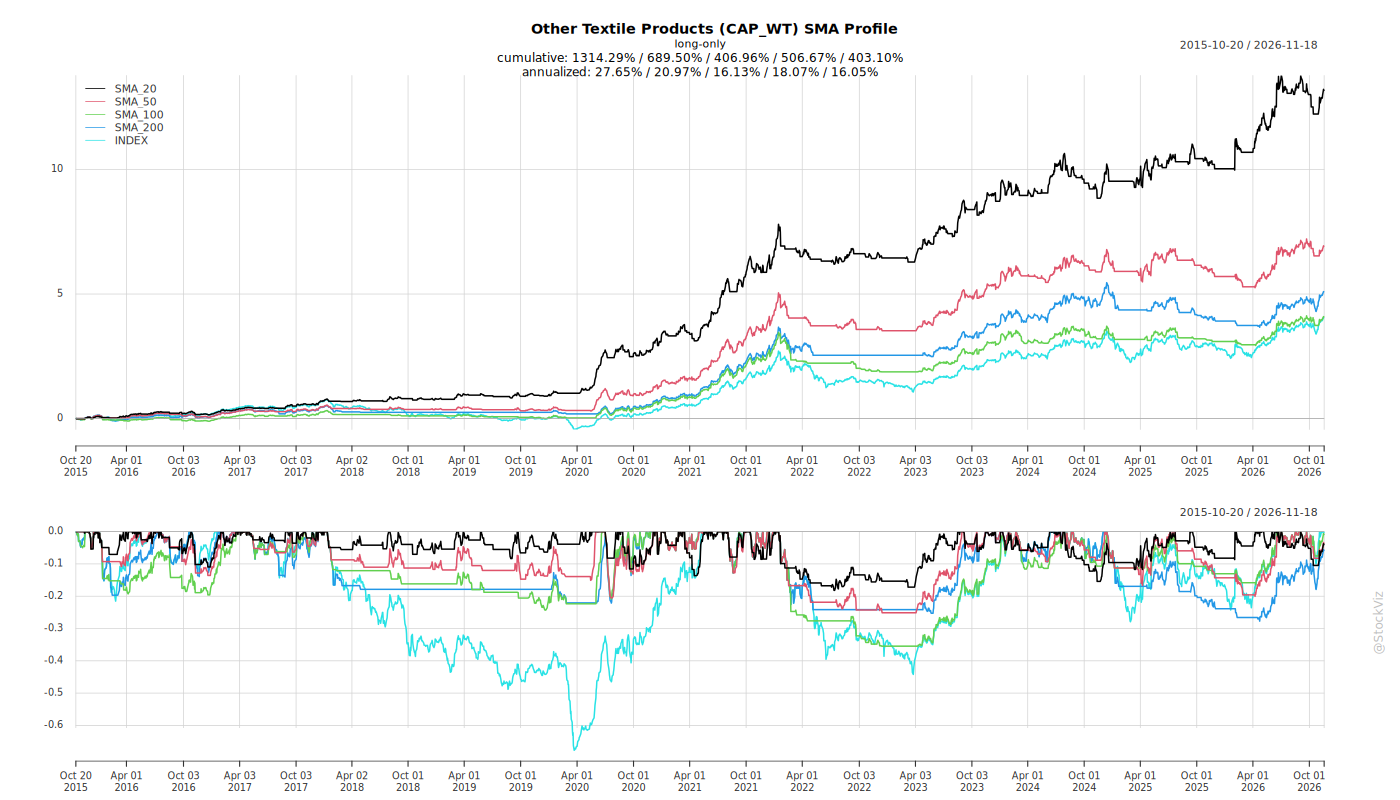 Other Textile Products (CAP_WT) SMA Profile
long-only
cumulative: 1314.29% / 689.50% / 406.96% / 506.67% / 403.10%
annualized: 27.65% / 20.97% / 16.13% / 18.07% / 16.05%
2015-10-20 / 2026-11-18
SMA_20
SMA_50
SMA_100
SMA_200
INDEX
10
5
0
Oct 20 Apr 01 Oct 03 Apr 03 Oct 03 Apr 02 Oct 01 Apr 01 Oct 01 Apr 01 Oct 01 Apr 01 Oct 01 Apr 01 Oct 03 Apr 03 Oct 03 Apr 01 Oct 01 Apr 01 Oct 01 Apr 01 Oct 01
2015 2016 2016 2017 2017 2018 2018 2019 2019 2020 2020 2021 2021 2022 2022 2023 2023 2024 2024 2025 2025 2026 2026
2015-10-20 / 2026-11-18
0.0
-0.1
-0.2
-0.3
-0.4
-0.5
-0.6
Oct 20 Apr 01 Oct 03 Apr 03 Oct 03 Apr 02 Oct 01 Apr 01 Oct 01 Apr 01 Oct 01 Apr 01 Oct 01 Apr 01 Oct 03 Apr 03 Oct 03 Apr 01 Oct 01 Apr 01 Oct 01 Apr 01 Oct 01
2015 2016 2016 2017 2017 2018 2018 2019 2019 2020 2020 2021 2021 2022 2022 2023 2023 2024 2024 2025 2025 2026 2026
@StockViz